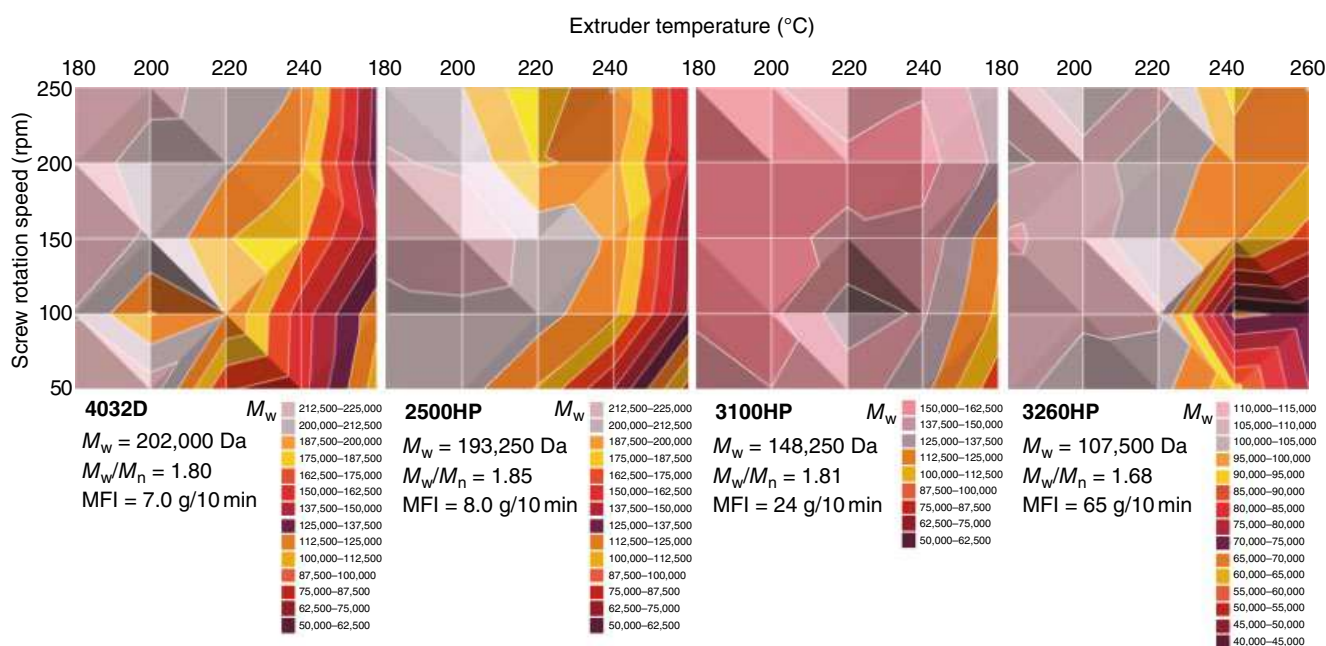 Extruder temperature (°C)
180 200 220 240 180 200 220 240 180 200 220 240 180 200 220 240 260
Screw rotation speed (rpm)
250
200
150
100
50
4032D
Mw = 202,000 Da
Mw/Mn = 1.80
MFI = 7.0 g/10 min
Mw
212,500–225,000
200,000–212,500
187,500–200,000
175,000–187,500
162,500–175,000
150,000–162,500
137,500–150,000
125,000–137,500
112,500–125,000
100,000–112,500
87,500–100,000
75,000–87,500
62,500–75,000
50,000–62,500
2500HP
Mw = 193,250 Da
Mw/Mn = 1.85
MFI = 8.0 g/10 min
Mw
212,500–225,000
200,000–212,500
187,500–200,000
175,000–187,500
162,500–175,000
150,000–162,500
137,500–150,000
125,000–137,500
112,500–125,000
100,000–112,500
87,500–100,000
75,000–87,500
62,500–75,000
50,000–62,500
3100HP
Mw = 148,250 Da
Mw/Mn = 1.81
MFI = 24 g/10 min
Mw
150,000–162,500
137,500–150,000
125,000–137,500
112,500–125,000
100,000–112,500
87,500–100,000
75,000–87,500
62,500–75,000
50,000–62,500
3260HP
Mw = 107,500 Da
Mw/Mn = 1.68
MFI = 65 g/10 min
Mw
110,000–115,000
105,000–110,000
100,000–105,000
95,000–100,000
90,000–95,000
85,000–90,000
80,000–85,000
75,000–80,000
70,000–75,000
65,000–70,000
60,000–65,000
55,000–60,000
50,000–55,000
45,000–50,000
40,000–45,000